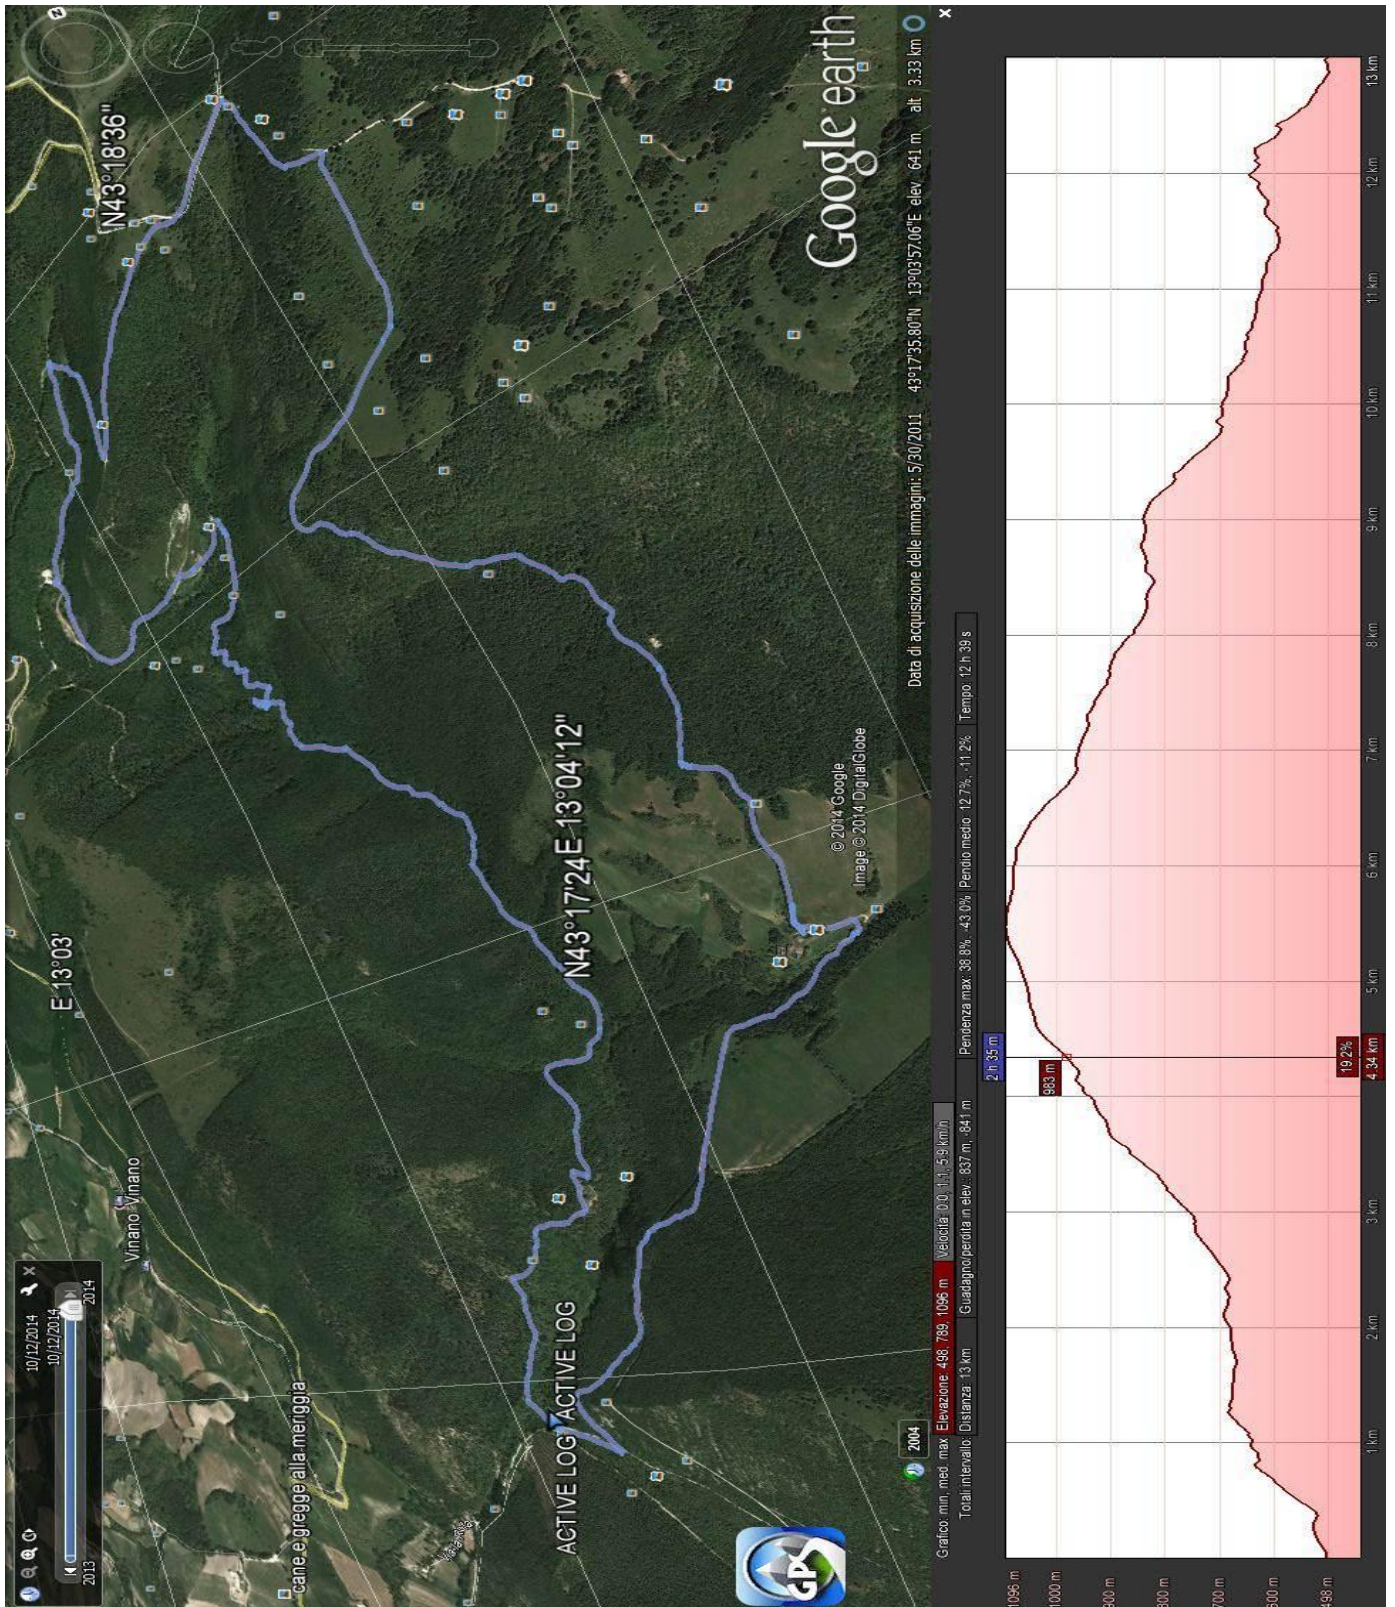 10/12/2014
10/12/2014
2013
2014
N
Vinano Vinano
E 13°03'
N43°18'36"
cane e gregge alla meriggia
ACTIVE LOG ACTIVE LOG
N43°17'24E 13°04'12"
© 2014 Google
Image © 2014 DigitalGlobe
Google earth
GPS
2004
Data di acquisizione delle immagini: 5/30/2011 43°17'35.80"N 13°03'57.06"E elev 641 m alt 3.33 km
Grafico: min, med, max Elevazione: 498, 789, 1096 m Velocità: 0.0, 1.1, 5.9 km/h
Totali intervallo: Distanza: 13 km Guadagno/perdita in elev.: 837 m, -841 m Pendenza max: 38.8%, -43.0% Pendio medio: 12.7%, -11.2% Tempo: 12 h 39 s
2 h 35 m
1096 m
1000 m
983 m
900 m
800 m
700 m
600 m
498 m
19.2%
4.34 km
1 km 2 km 3 km 5 km 6 km 7 km 8 km 9 km 10 km 11 km 12 km 13 km